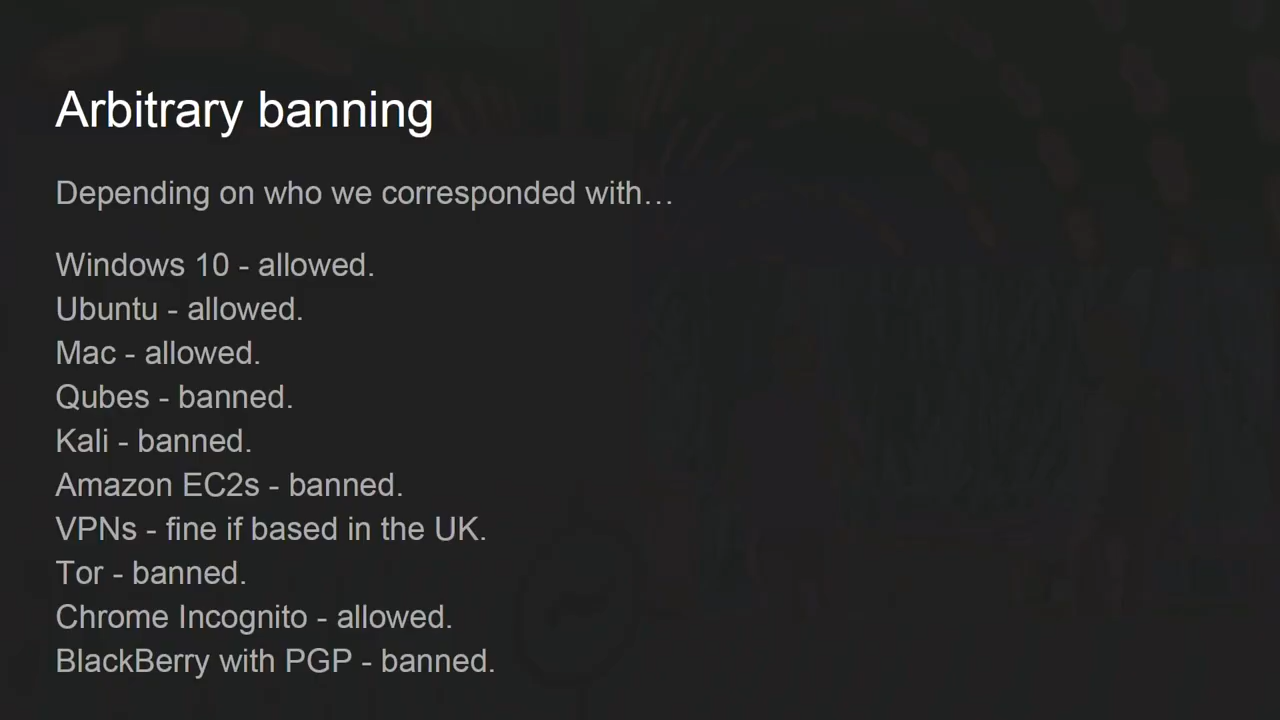 Arbitrary banning
Depending on who we corresponded with…
Windows 10 - allowed.
Ubuntu - allowed.
Mac - allowed.
Qubes - banned.
Kali - banned.
Amazon EC2s - banned.
VPNs - fine if based in the UK.
Tor - banned.
Chrome Incognito - allowed.
BlackBerry with PGP - banned.